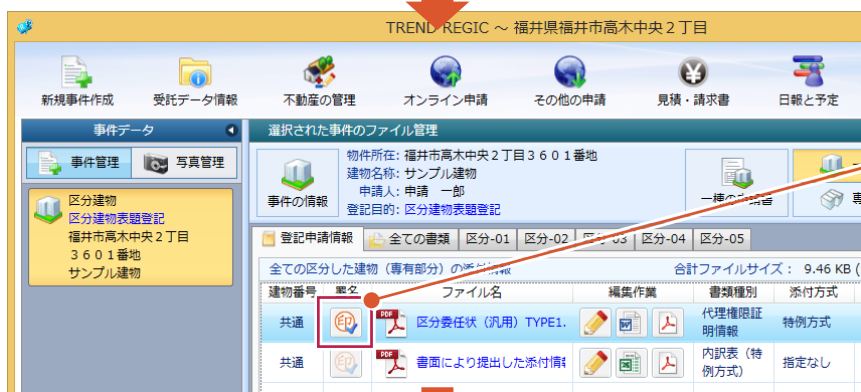 TREND REGIC ～ 福井県福井市高木中央２丁目
新規事件作成
受託データ情報
不動産の管理
オンライン申請
その他の申請
見積・請求書
日報と予定
事件データ
選択された事件のファイル管理
事件管理
写真管理
区分建物
区分建物表題登記
福井市高木中央２丁目
３６０１番地
サンプル建物
事件の情報
物件所在: 福井市高木中央２丁目３６０１番地
建物名称: サンプル建物
申請人: 申請 一郎
登記目的: 区分建物表題登記
登記申請情報
全ての書類
区分-01
区分-02
区分-03
区分-04
区分-05
全ての区分した建物（専有部分）の添付情報
合計ファイルサイズ： 9.46 KB (
建物番号
署名
ファイル名
編集作業
書類種別
添付方式
共通
印
PDF
区分委任状（汎用）TYPE1.
代理権限証
明情報
特例方式
共通
印
PDF
書面により提出した添付情
内訳表（特
例方式）
指定なし